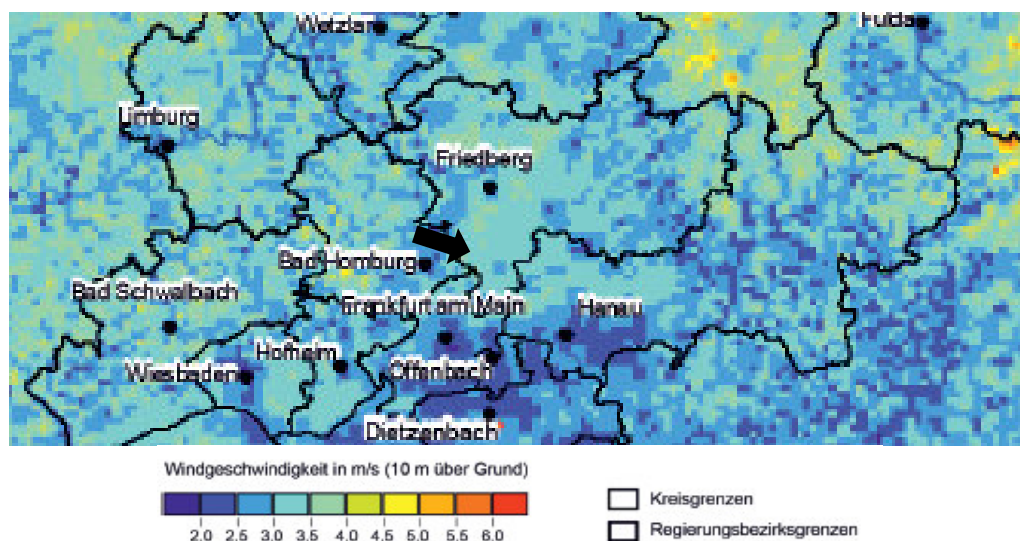 Wetzlar
Fulda
Limburg
Friedberg
Bad Homburg
Bad Schwalbach
Frankfurt am Main
Hanau
Hofheim
Wiesbaden
Offenbach
Dietzenbach
Windgeschwindigkeit in m/s (10 m über Grund)
2.0 2.5 3.0 3.5 4.0 4.5 5.0 5.5 6.0
Kreisgrenzen
Regierungsbezirksgrenzen